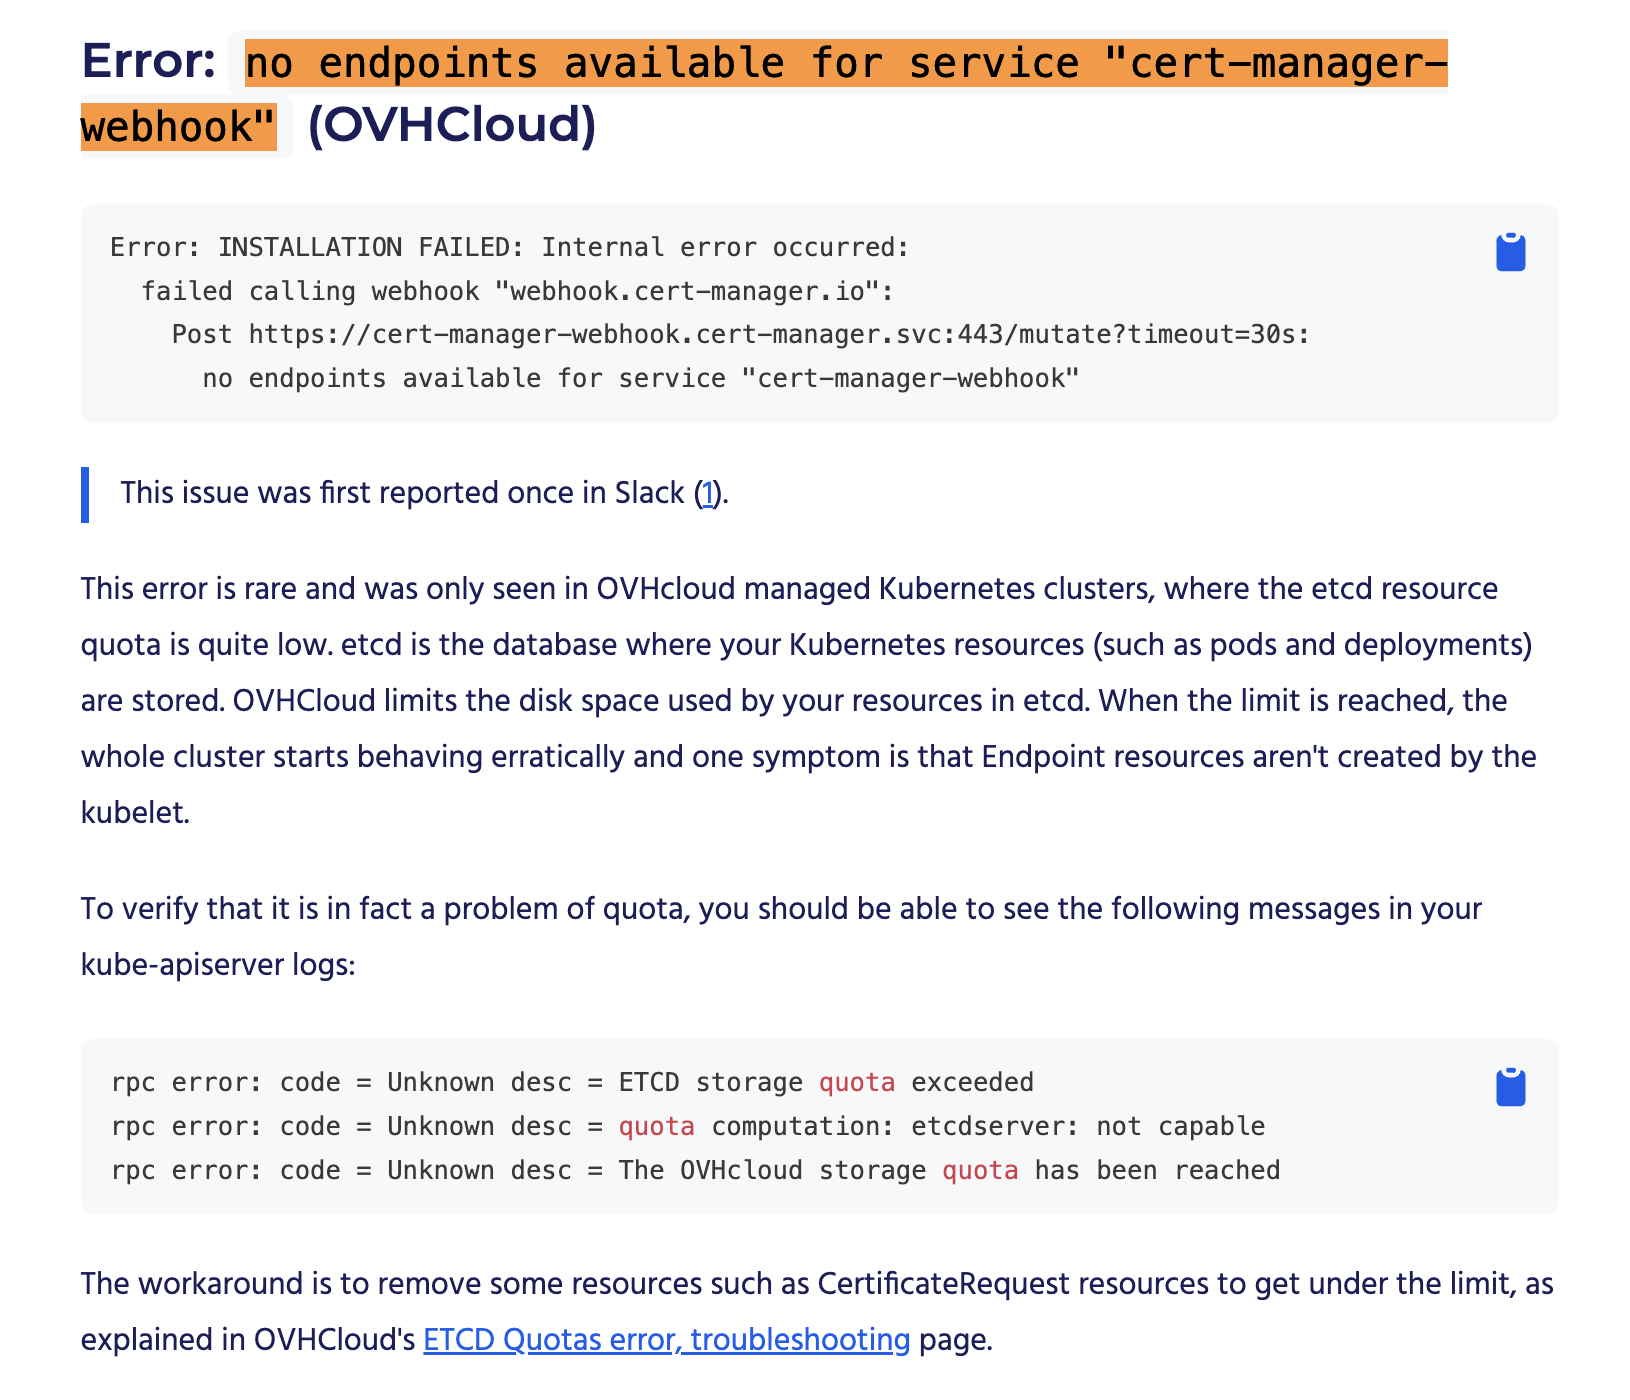 Error: no endpoints available for service "cert-manager-
webhook" (OVHCloud)
Error: INSTALLATION FAILED: Internal error occurred:
  failed calling webhook "webhook.cert-manager.io":
    Post https://cert-manager-webhook.cert-manager.svc:443/mutate?timeout=30s:
      no endpoints available for service "cert-manager-webhook"
This issue was first reported once in Slack (1).
This error is rare and was only seen in OVHcloud managed Kubernetes clusters, where the etcd resource
quota is quite low. etcd is the database where your Kubernetes resources (such as pods and deployments)
are stored. OVHCloud limits the disk space used by your resources in etcd. When the limit is reached, the
whole cluster starts behaving erratically and one symptom is that Endpoint resources aren't created by the
kubelet.
To verify that it is in fact a problem of quota, you should be able to see the following messages in your
kube-apiserver logs:
rpc error: code = Unknown desc = ETCD storage quota exceeded
rpc error: code = Unknown desc = quota computation: etcdserver: not capable
rpc error: code = Unknown desc = The OVHcloud storage quota has been reached
The workaround is to remove some resources such as CertificateRequest resources to get under the limit, as
explained in OVHCloud's ETCD Quotas error, troubleshooting page.